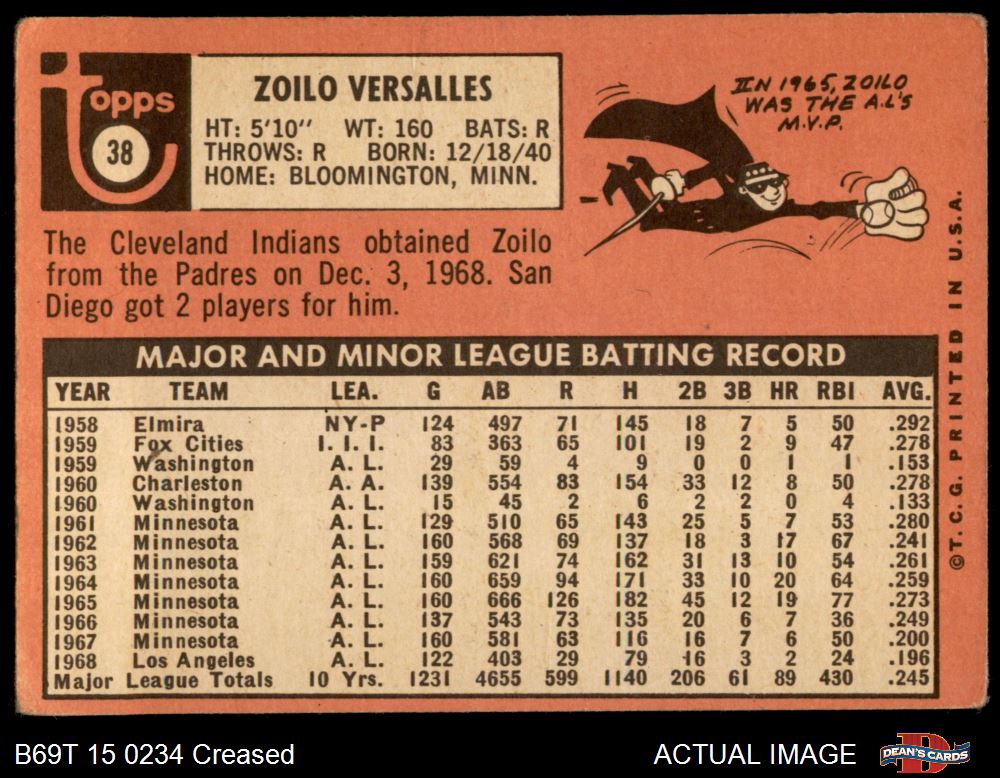 Topps
38
ZOILO VERSALLES
HT: 5'10" WT: 160 BATS: R
THROWS: R BORN: 12/18/40
HOME: BLOOMINGTON, MINN.
IN 1965, ZOILO
WAS THE A.L'S
M.V.P.
The Cleveland Indians obtained Zoilo
from the Padres on Dec. 3, 1968. San
Diego got 2 players for him.
MAJOR AND MINOR LEAGUE BATTING RECORD
YEAR TEAM LEA. G AB R H 2B 3B HR RBI AVG.
1958 Elmira NY-P 124 497 71 145 18 7 5 50 .292
1959 Fox Cities I. I. I. 83 363 65 101 19 2 9 47 .278
1959 Washington A. L. 29 59 4 9 0 0 1 1 .153
1960 Charleston A. A. 139 554 83 154 33 12 8 50 .278
1960 Washington A. L. 15 45 2 6 2 2 0 4 .133
1961 Minnesota A. L. 129 510 65 143 25 5 7 53 .280
1962 Minnesota A. L. 160 568 69 137 18 3 17 67 .241
1963 Minnesota A. L. 159 621 74 162 31 13 10 54 .261
1964 Minnesota A. L. 160 659 94 171 33 10 20 64 .259
1965 Minnesota A. L. 160 666 126 182 45 12 19 77 .273
1966 Minnesota A. L. 137 543 73 135 20 6 7 36 .249
1967 Minnesota A. L. 160 581 63 116 16 7 6 50 .200
1968 Los Angeles A. L. 122 403 29 79 16 3 2 24 .196
Major League Totals 10 Yrs. 1231 4655 599 1140 206 61 89 430 .245
©T. C. G. PRINTED IN U.S.A.
B69T 15 0234 Creased
ACTUAL IMAGE
DEAN'S CARDS